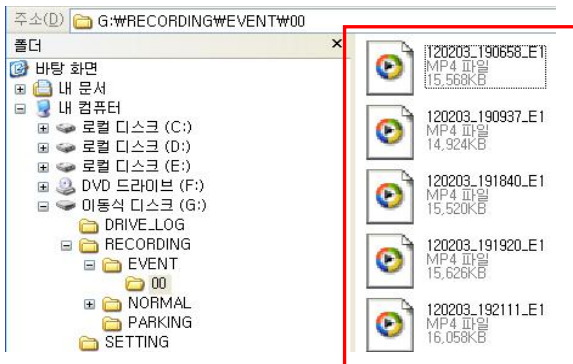 주소(D) G:₩RECORDING₩EVENT₩00
폴더 ×
바탕 화면
내 문서
내 컴퓨터
로컬 디스크 (C:)
로컬 디스크 (D:)
로컬 디스크 (E:)
DVD 드라이브 (F:)
이동식 디스크 (G:)
DRIVE_LOG
RECORDING
EVENT
00
NORMAL
PARKING
SETTING
120203_190658_E1
MP4 파일
15,568KB
120203_190937_E1
MP4 파일
14,924KB
120203_191840_E1
MP4 파일
15,520KB
120203_191920_E1
MP4 파일
15,626KB
120203_192111_E1
MP4 파일
16,058KB